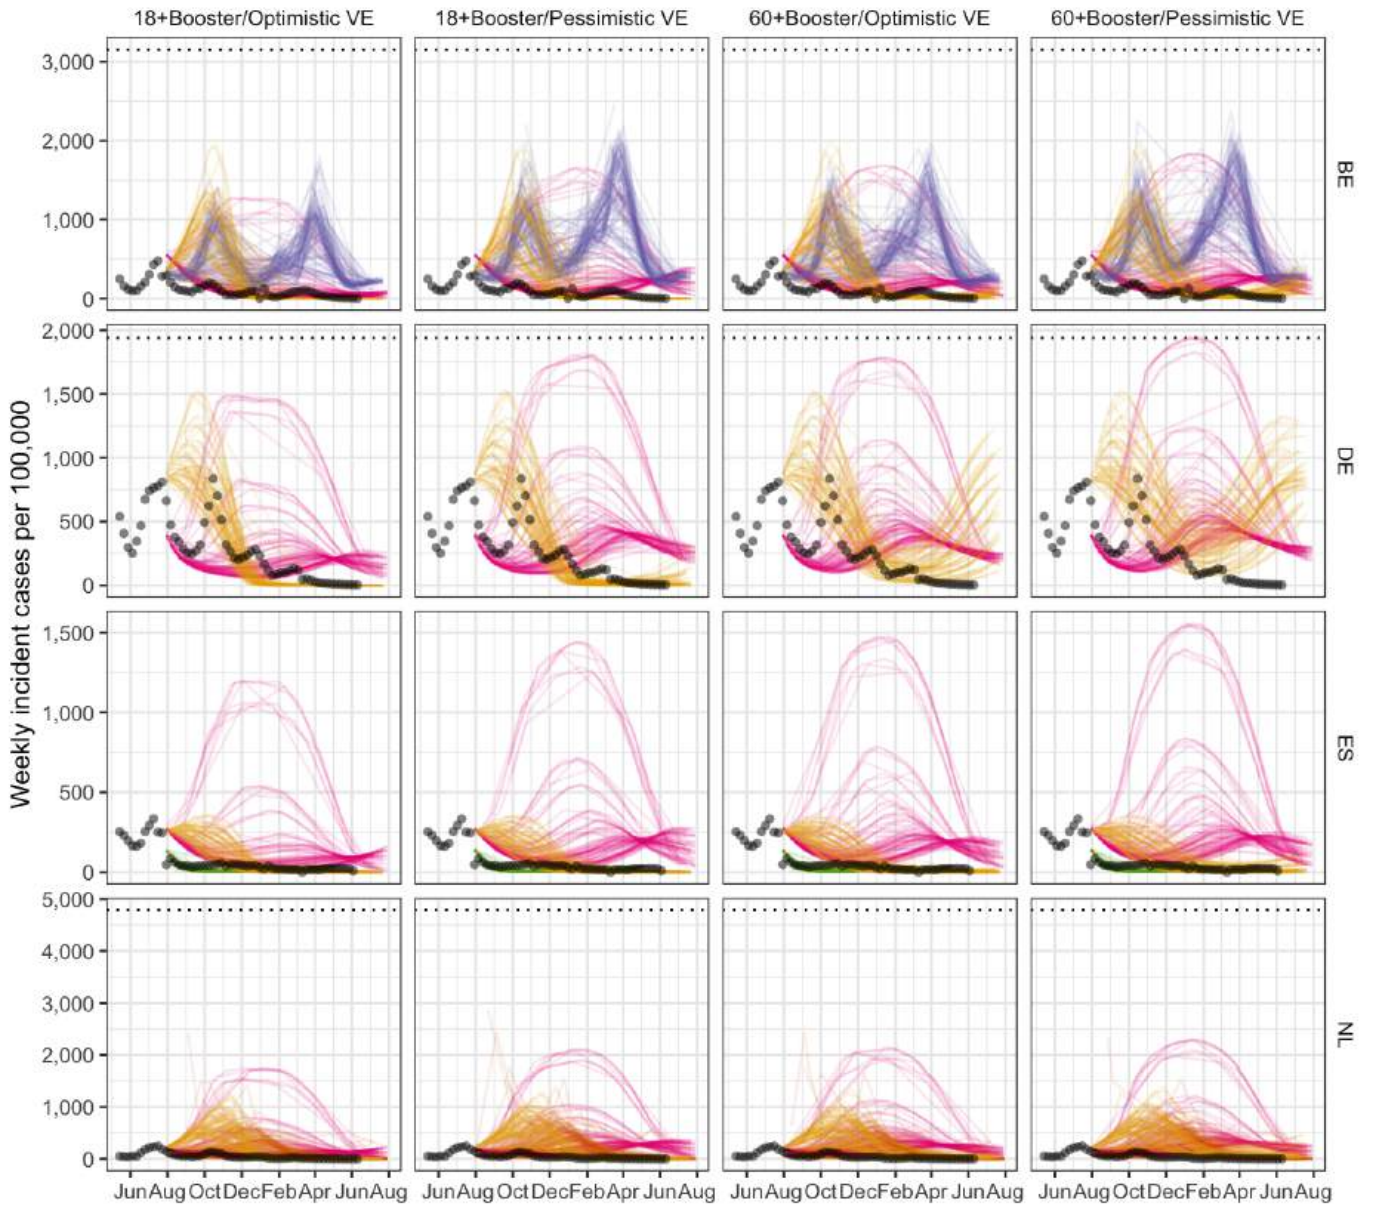 18+Booster/Optimistic VE 18+Booster/Pessimistic VE 60+Booster/Optimistic VE 60+Booster/Pessimistic VE
3,000
2,000
1,000
0
BE
2,000
1,500
1,000
500
0
DE
Weekly incident cases per 100,000
1,500
1,000
500
0
ES
5,000
4,000
3,000
2,000
1,000
0
NL
Jun Aug Oct Dec Feb Apr Jun Aug Jun Aug Oct Dec Feb Apr Jun Aug Jun Aug Oct Dec Feb Apr Jun Aug Jun Aug Oct Dec Feb Apr Jun Aug